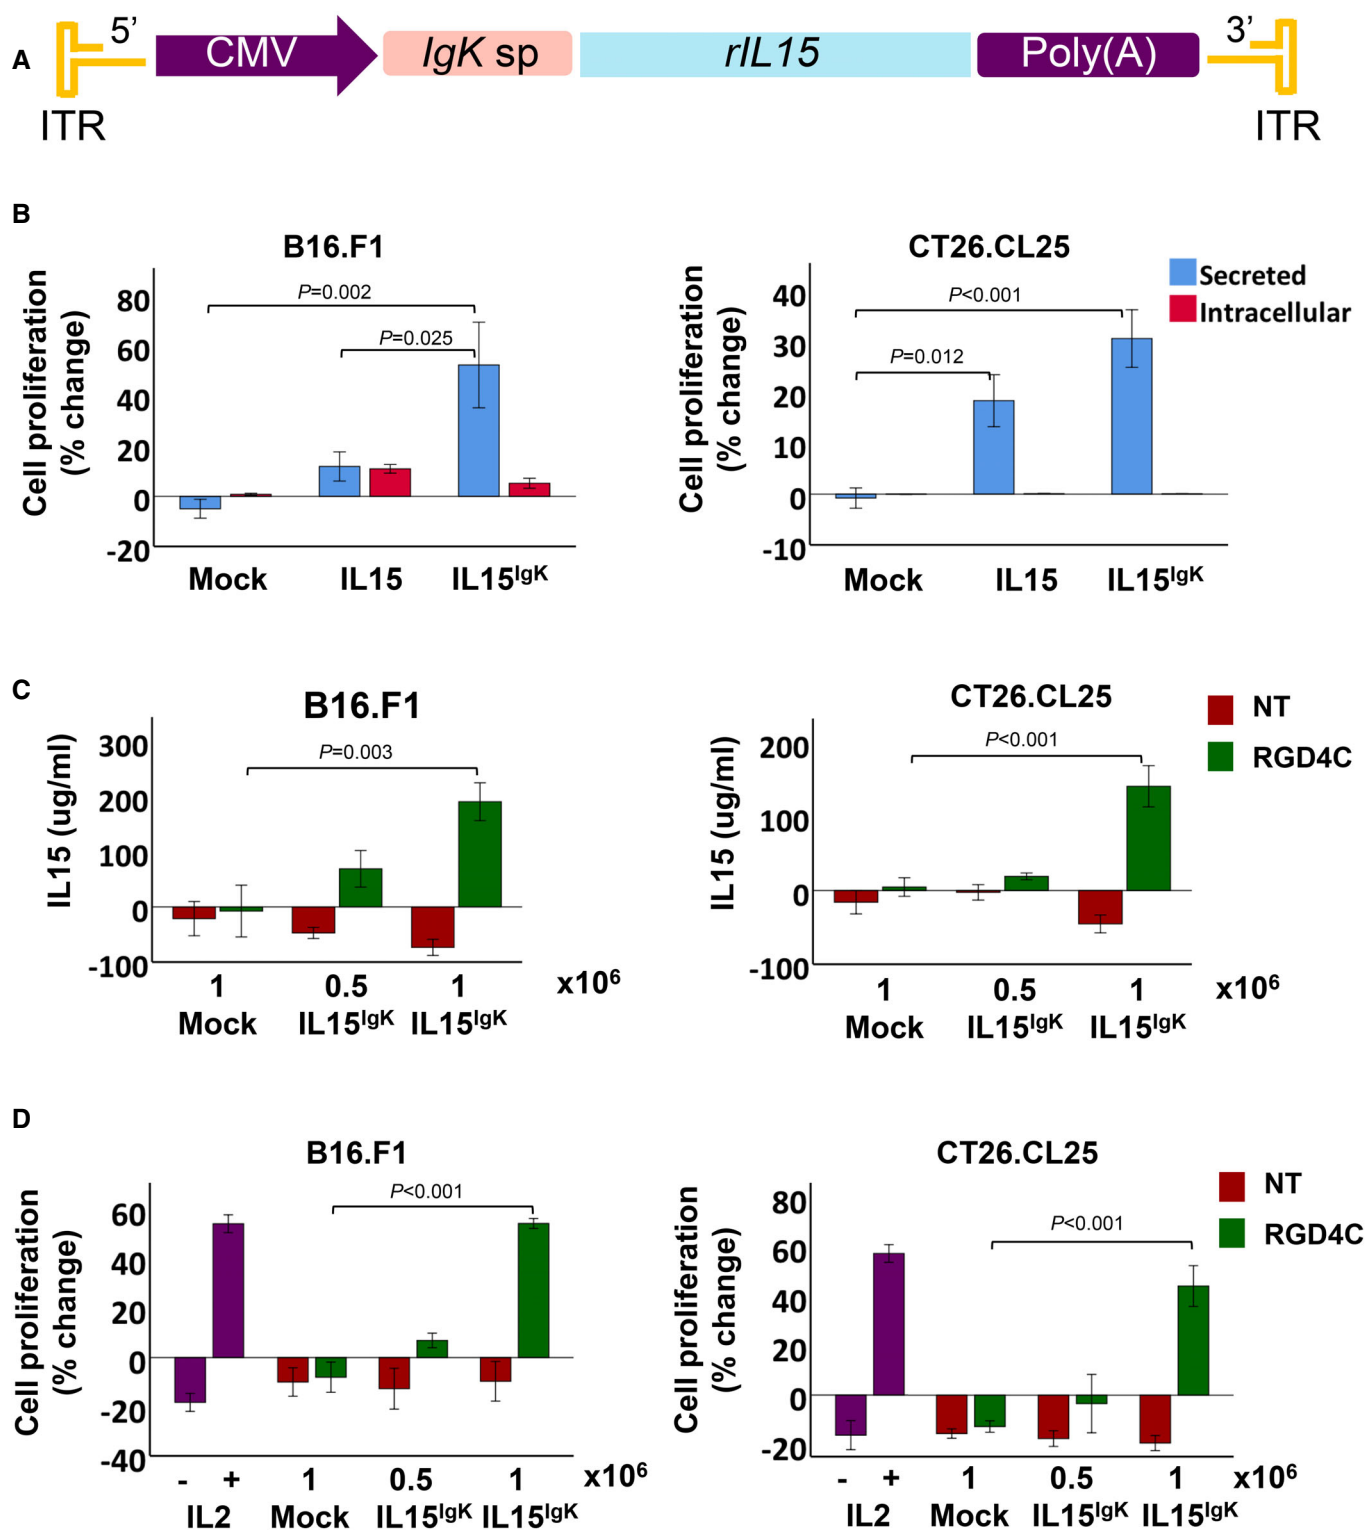 A
5’ CMV IgK sp rIL15 Poly(A) 3’
ITR ITR
B
B16.F1
Cell proliferation
(% change)
80
60
40
20
0
-20
P=0.002
P=0.025
Mock IL15 IL15IgK
CT26.CL25
Cell proliferation
(% change)
40
30
20
10
0
-10
P<0.001
P=0.012
Mock IL15 IL15IgK
Secreted
Intracellular
C
B16.F1
IL15 (ug/ml)
300
200
100
0
-100
P=0.003
1 0.5 1 x106
Mock IL15IgK IL15IgK
CT26.CL25
IL15 (ug/ml)
200
100
0
-100
P<0.001
1 0.5 1 x106
Mock IL15IgK IL15IgK
NT
RGD4C
D
B16.F1
Cell proliferation
(% change)
60
40
20
0
-20
-40
P<0.001
- + 1 0.5 1 x106
IL2 Mock IL15IgK IL15IgK
CT26.CL25
Cell proliferation
(% change)
80
60
40
20
0
-20
P<0.001
- + 1 0.5 1 x106
IL2 Mock IL15IgK IL15IgK
NT
RGD4C